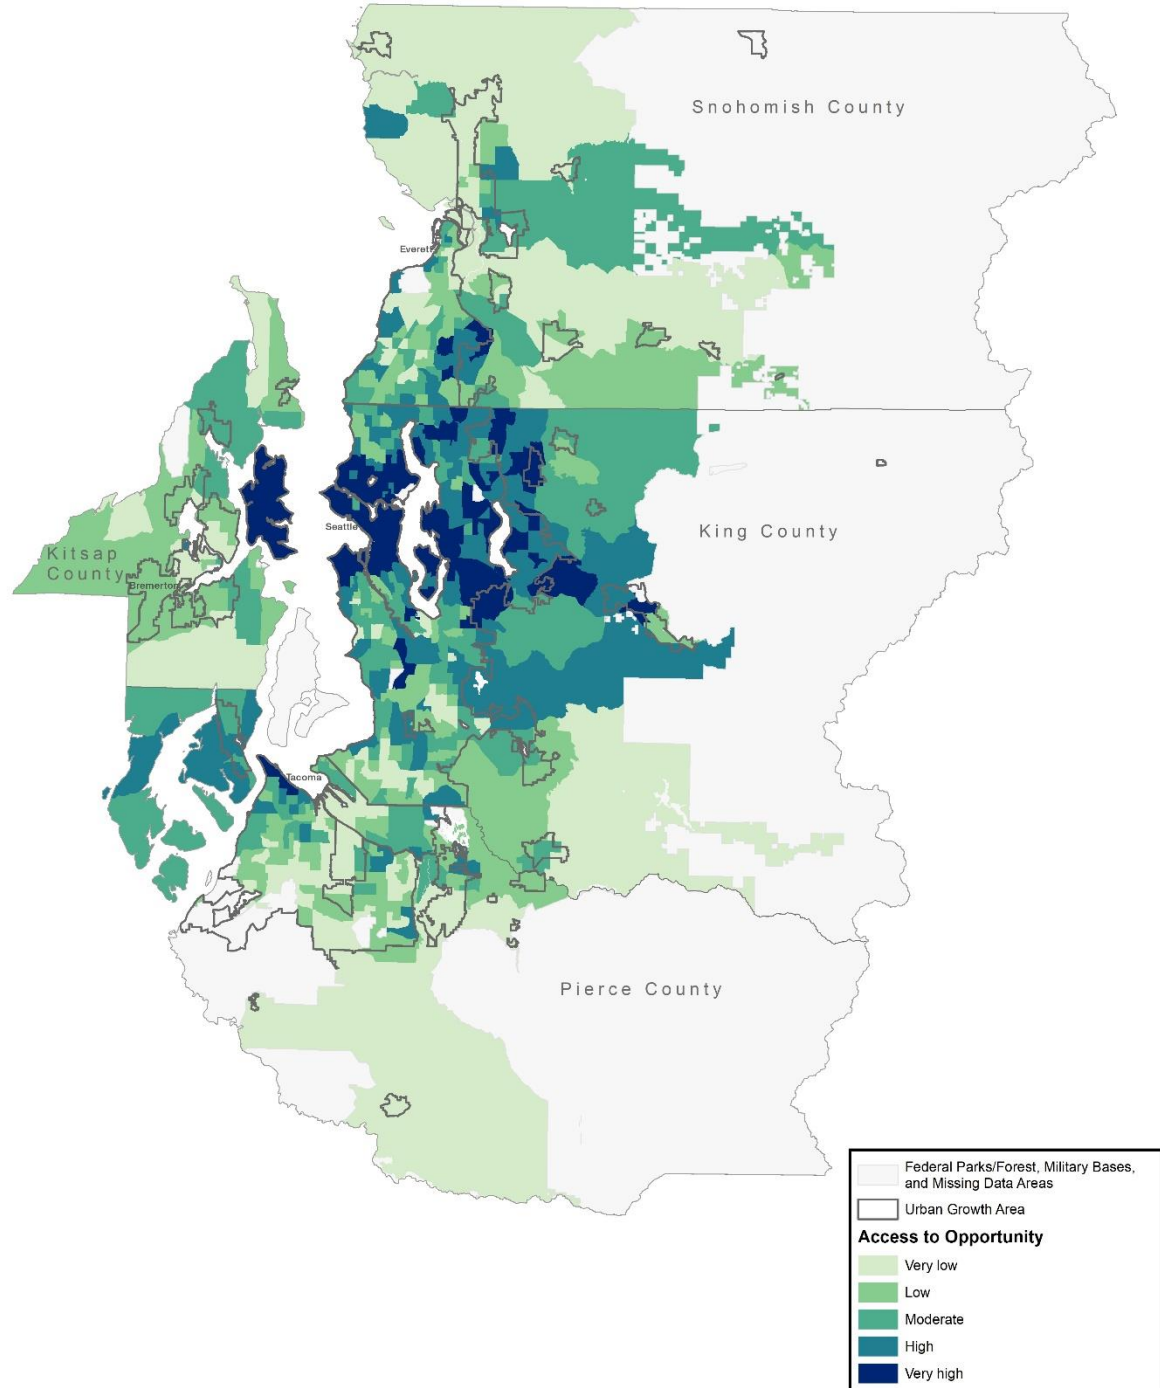 Snohomish County
Everett
King County
Seattle
Kitsap
County
Bremerton
Tacoma
Pierce County
Federal Parks/Forest, Military Bases,
and Missing Data Areas
Urban Growth Area
Access to Opportunity
Very low
Low
Moderate
High
Very high